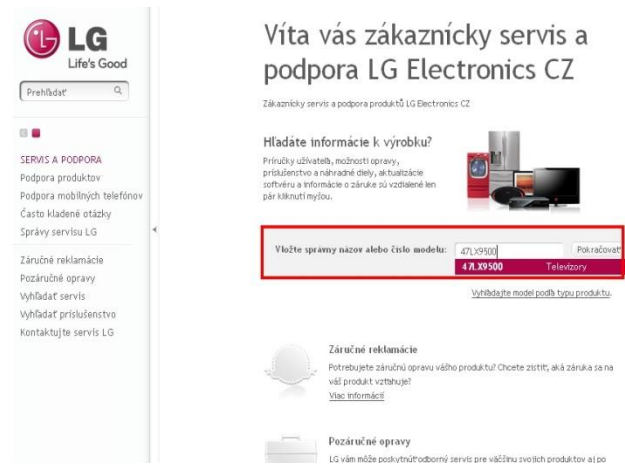 LG
Life's Good
Prehľadať
SERVIS A PODPORA
Podpora produktov
Podpora mobilných telefónov
Často kladené otázky
Správy servisu LG
Záručné reklamácie
Pozáručné opravy
Vyhľadať servis
Vyhľadať príslušenstvo
Kontaktujte servis LG
Víta vás zákaznícky servis a
podpora LG Electronics CZ
Zákaznícky servis a podpora produktů LG Electronics CZ
Hľadáte informácie k výrobku?
Príručky užívateľa, možnosti opravy,
príslušenstvo a náhradné diely, aktualizácie
softvéru a informácie o záruke sú vzdialené len
pár kliknutí myšou.
Vložte správny názov alebo číslo modelu:
47LX9500
Pokračovať
47LX9500 Televízory
Vyhľadajte model podľa typu produktu.
Záručné reklamácie
Potrebujete záručnú opravu vášho produktu? Chcete zistiť, aká záruka sa na
váš produkt vzťahuje?
Viac informácií
Pozáručné opravy
LG vám môže poskytnúť odborný servis pre väčšinu svojich produktov aj po